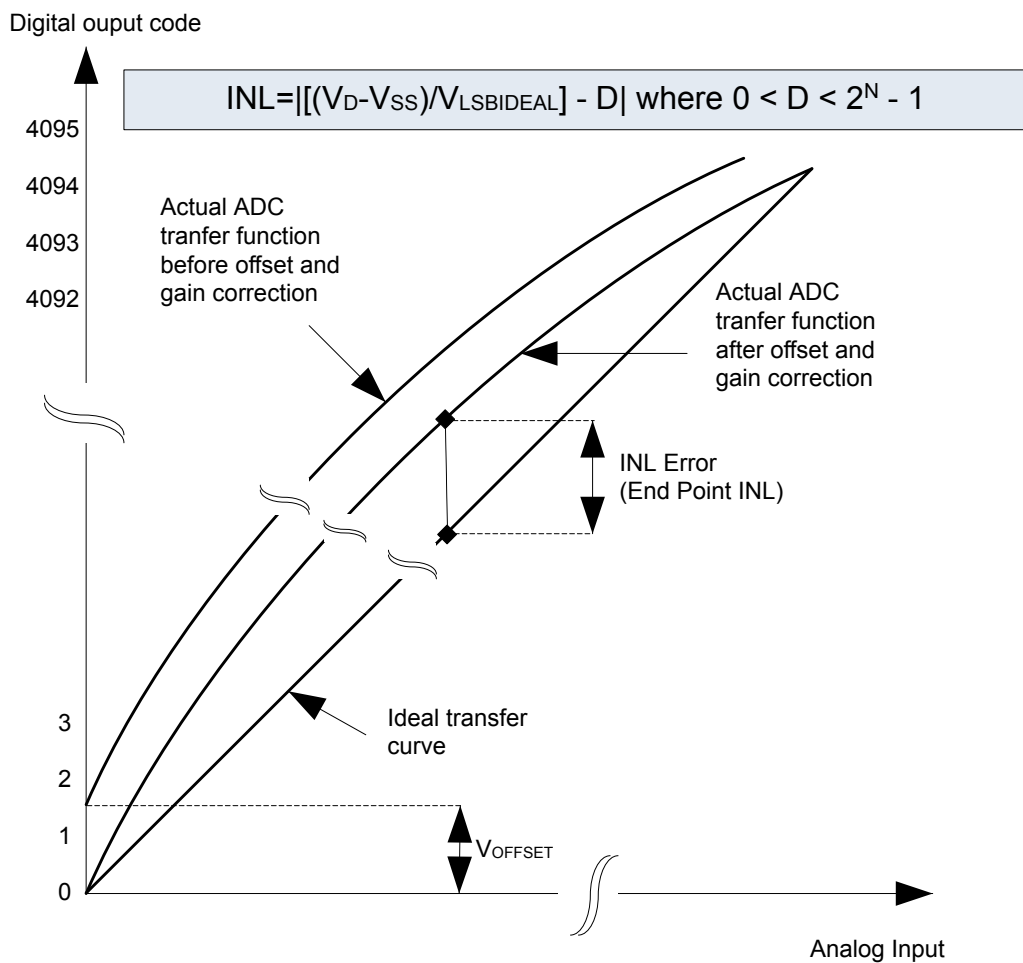 Digital ouput code
INL=|[(VD-VSS)/VLSBIDEAL] - D| where 0 < D < 2^N - 1
4095
4094
4093
4092
Actual ADC
tranfer function
before offset and
gain correction
Actual ADC
tranfer function
after offset and
gain correction
INL Error
(End Point INL)
Ideal transfer
curve
3
2
1
0
VOFFSET
Analog Input